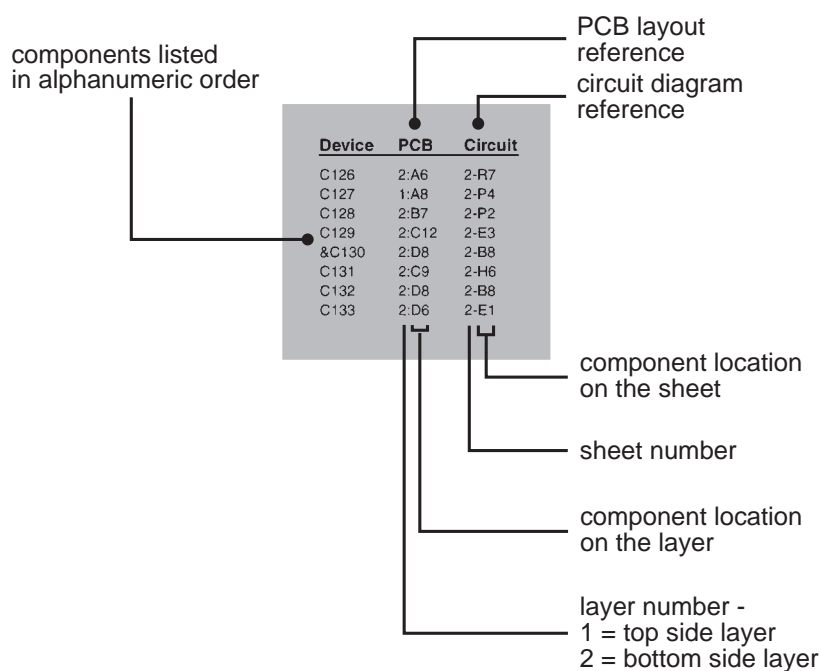 PCB layout
reference
components listed
in alphanumeric order
circuit diagram
reference
Device PCB Circuit
C126 2:A6 2-R7
C127 1:A8 2-P4
C128 2:B7 2-P2
C129 2:C12 2-E3
&C130 2:D8 2-B8
C131 2:C9 2-H6
C132 2:D8 2-B8
C133 2:D6 2-E1
component location
on the sheet
sheet number
component location
on the layer
layer number -
1 = top side layer
2 = bottom side layer